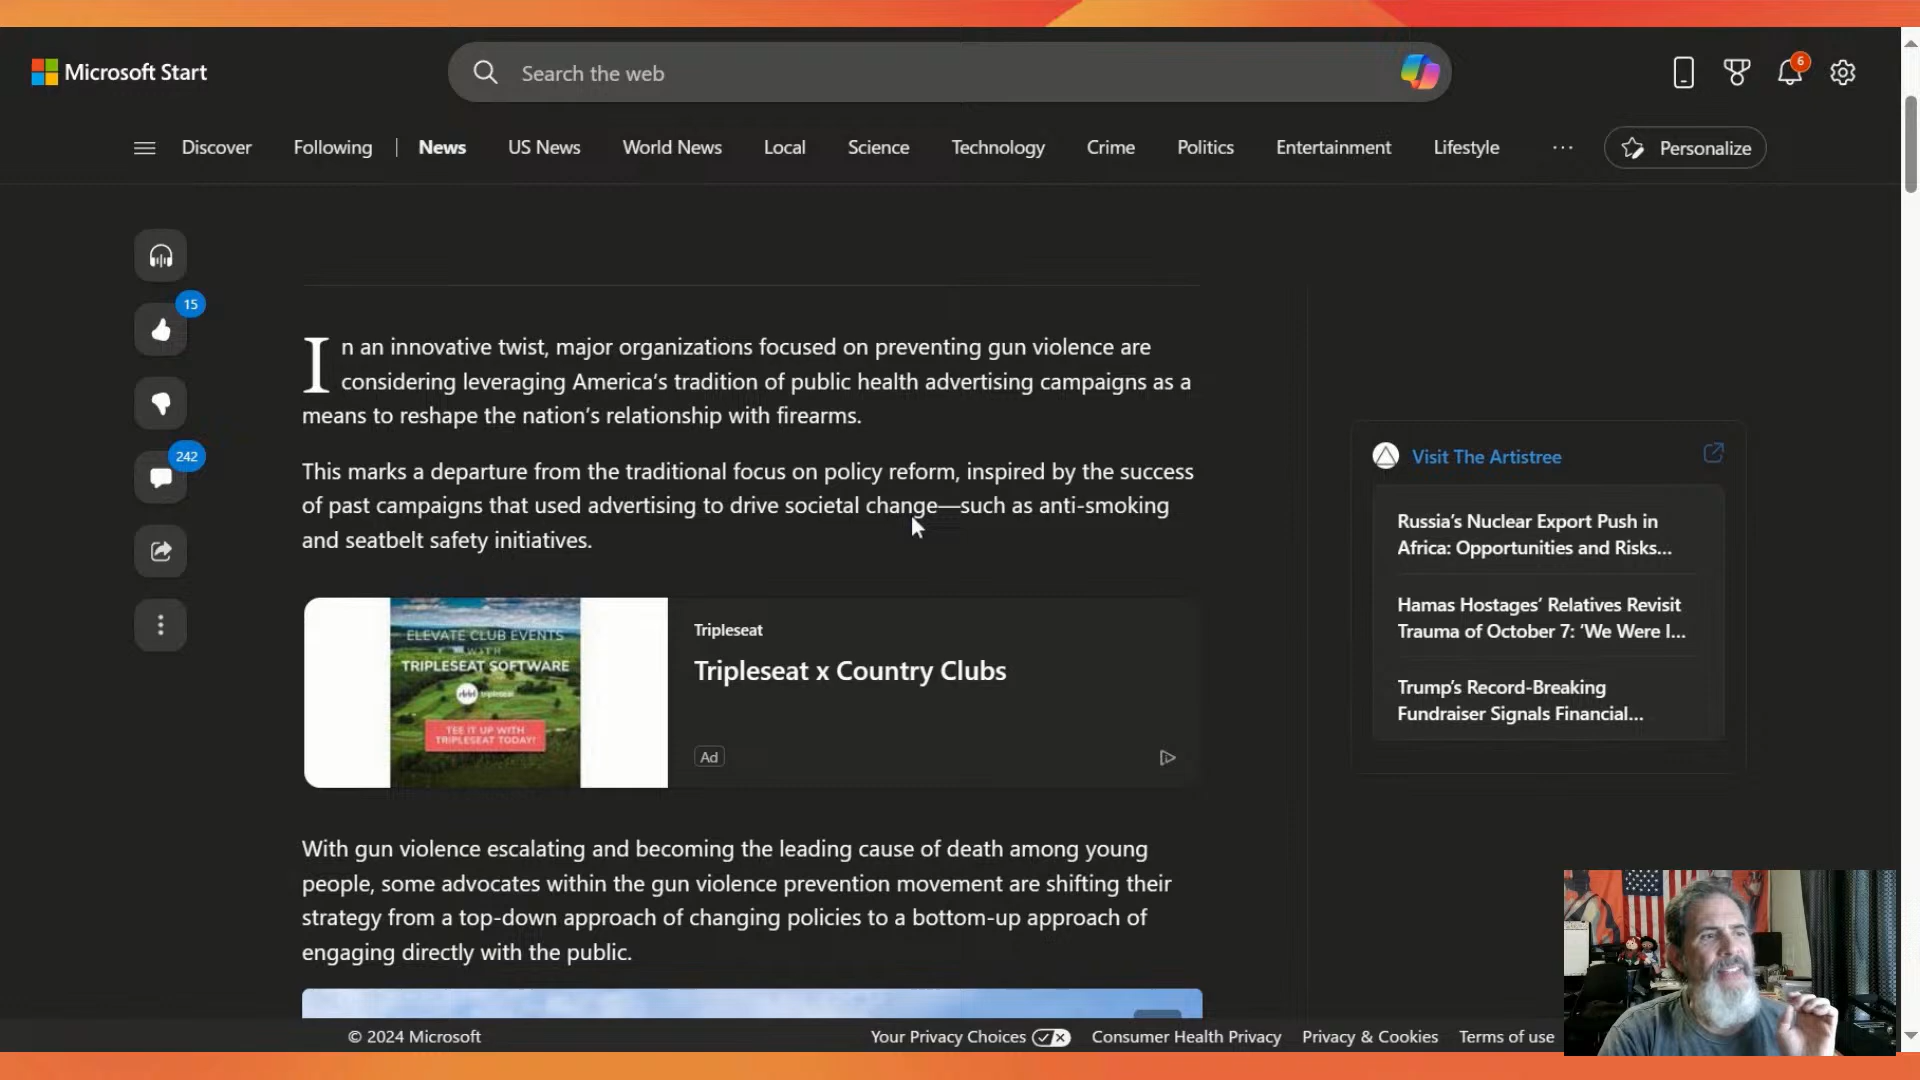 Microsoft Start
Search the web
6
Discover
Following
News
US News
World News
Local
Science
Technology
Crime
Politics
Entertainment
Lifestyle
Personalize
15
242
In an innovative twist, major organizations focused on preventing gun violence are
considering leveraging America’s tradition of public health advertising campaigns as a
means to reshape the nation’s relationship with firearms.
This marks a departure from the traditional focus on policy reform, inspired by the success
of past campaigns that used advertising to drive societal change—such as anti-smoking
and seatbelt safety initiatives.
ELEVATE CLUB EVENTS
WITH
TRIPLESEAT SOFTWARE
tripleseat
TEE IT UP WITH
TRIPLESEAT TODAY!
Tripleseat
Tripleseat x Country Clubs
Ad
Visit The Artistree
Russia’s Nuclear Export Push in
Africa: Opportunities and Risks...
Hamas Hostages’ Relatives Revisit
Trauma of October 7: ‘We Were I...
Trump’s Record-Breaking
Fundraiser Signals Financial...
With gun violence escalating and becoming the leading cause of death among young
people, some advocates within the gun violence prevention movement are shifting their
strategy from a top-down approach of changing policies to a bottom-up approach of
engaging directly with the public.
© 2024 Microsoft
Your Privacy Choices
Consumer Health Privacy
Privacy & Cookies
Terms of use